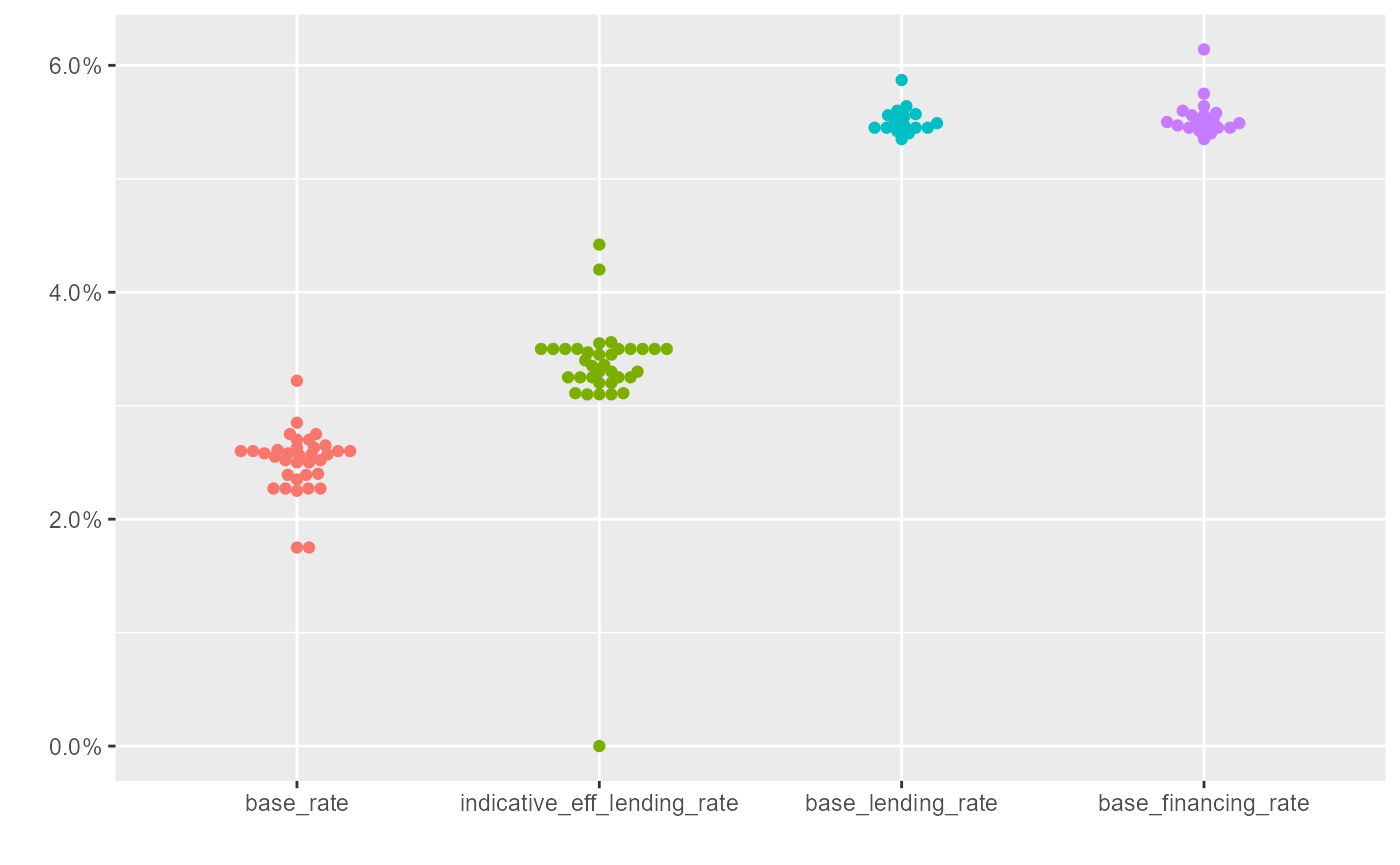 6.0%
4.0%
2.0%
0.0%
base_rate
indicative_eff_lending_rate
base_lending_rate
base_financing_rate